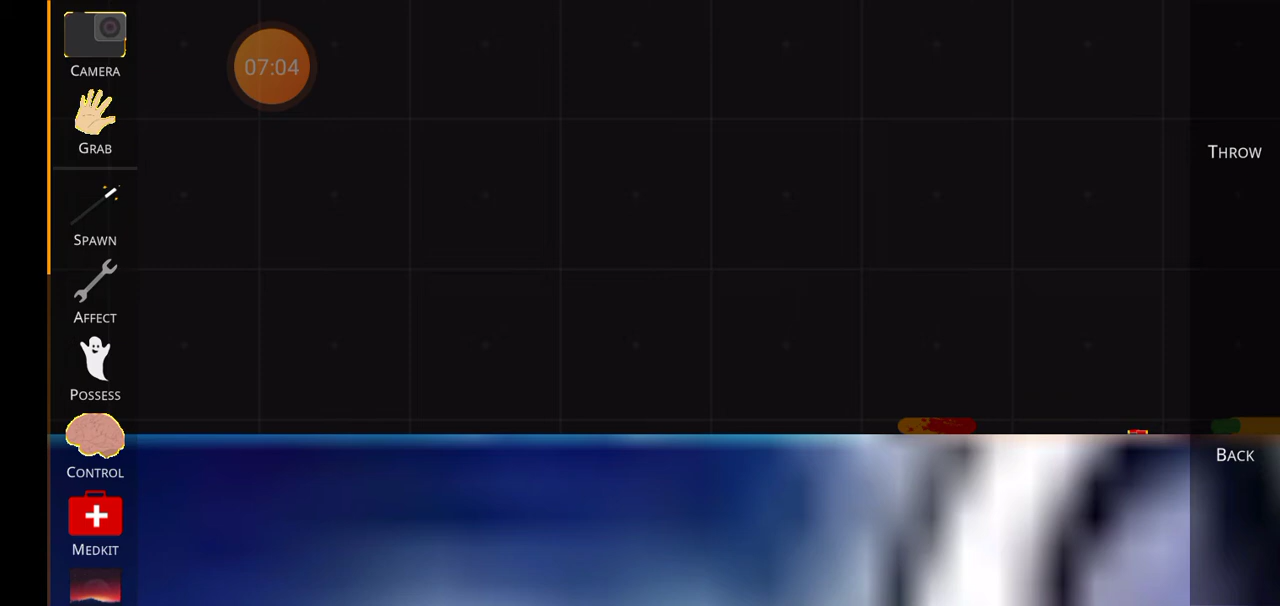 CAMERA
07:04
GRAB
THROW
SPAWN
AFFECT
POSSESS
CONTROL
BACK
MEDKIT